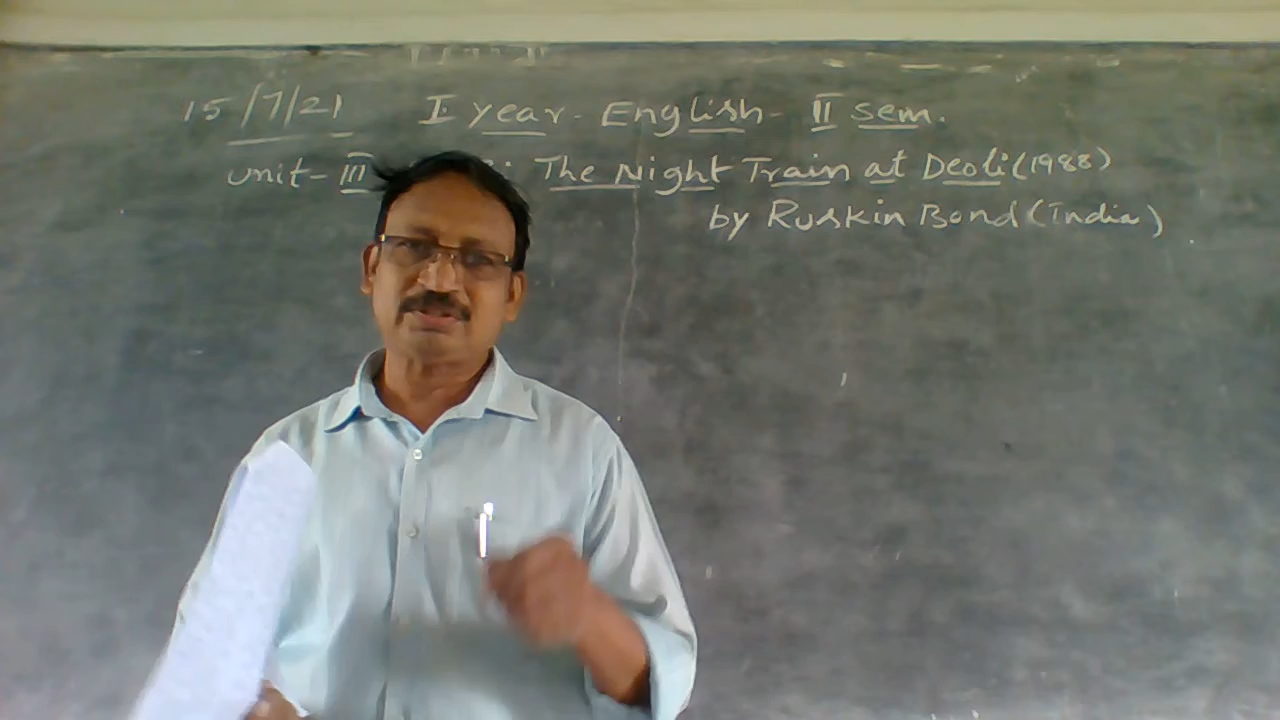 15/7/21 I year - English - II sem.
unit - III : The Night Train at Deoli (1988)
by Ruskin Bond (India)